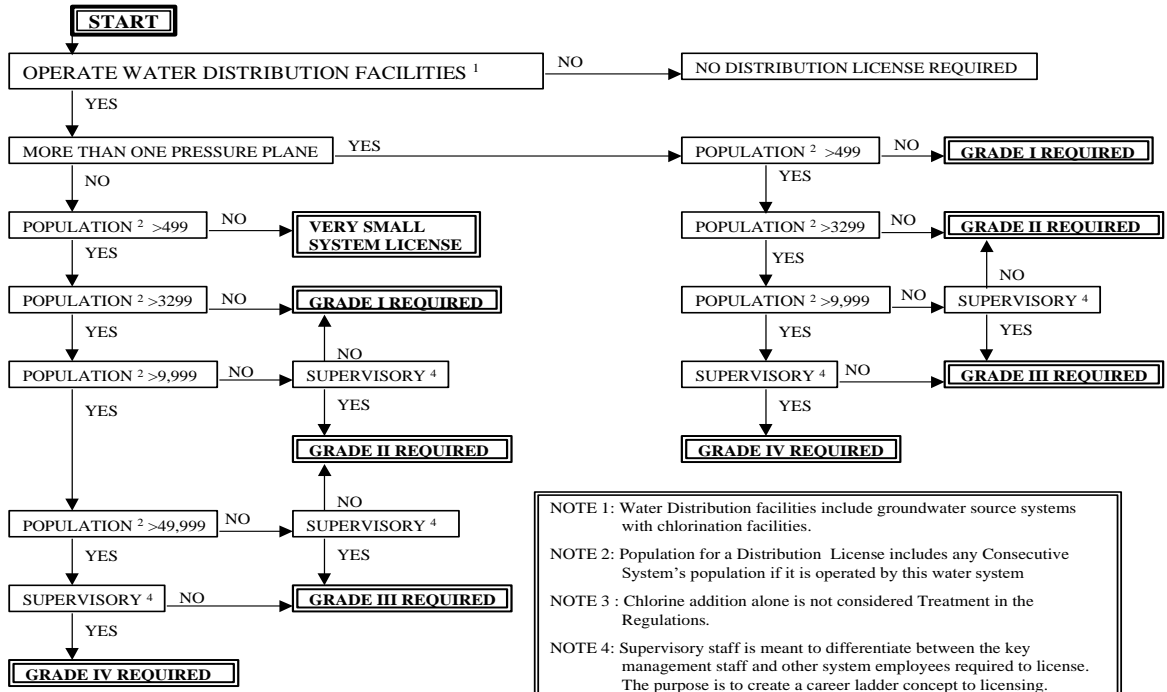 START
OPERATE WATER DISTRIBUTION FACILITIES 1
NO
NO DISTRIBUTION LICENSE REQUIRED
YES
MORE THAN ONE PRESSURE PLANE
YES
POPULATION 2 >499
NO
GRADE I REQUIRED
NO
YES
POPULATION 2 >499
NO
VERY SMALL
SYSTEM LICENSE
POPULATION 2 >3299
NO
GRADE II REQUIRED
YES
YES
NO
POPULATION 2 >3299
NO
GRADE I REQUIRED
POPULATION 2 >9,999
NO
SUPERVISORY 4
YES
YES
YES
NO
POPULATION 2 >9,999
NO
SUPERVISORY 4
SUPERVISORY 4
NO
GRADE III REQUIRED
YES
YES
YES
GRADE II REQUIRED
GRADE IV REQUIRED
NO
POPULATION 2 >49,999
NO
SUPERVISORY 4
YES
YES
SUPERVISORY 4
NO
GRADE III REQUIRED
YES
GRADE IV REQUIRED
NOTE 1: Water Distribution facilities include groundwater source systems
with chlorination facilities.
NOTE 2: Population for a Distribution License includes any Consecutive
System's population if it is operated by this water system
NOTE 3 : Chlorine addition alone is not considered Treatment in the
Regulations.
NOTE 4: Supervisory staff is meant to differentiate between the key
management staff and other system employees required to license.
The purpose is to create a career ladder concept to licensing.